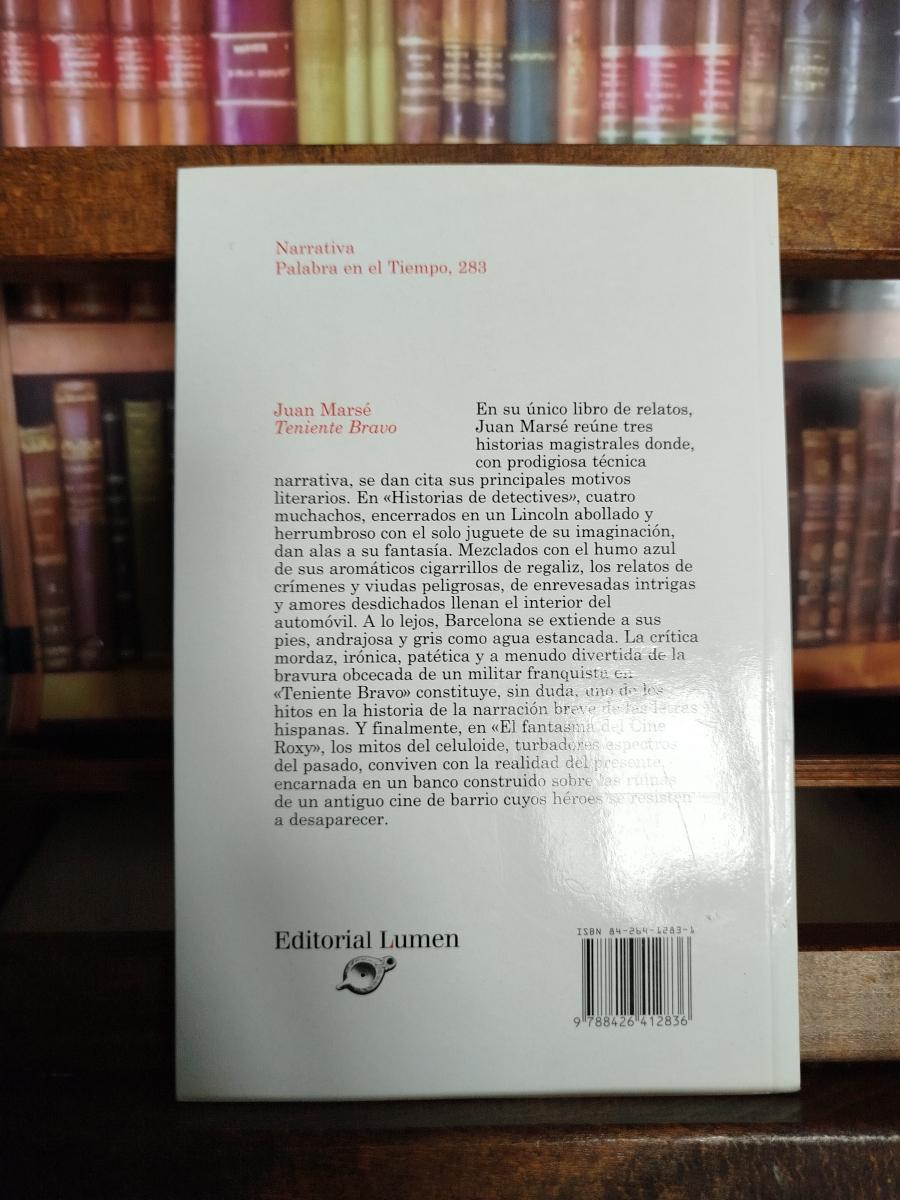 Narrativa
Palabra en el Tiempo, 283
Juan Marsé
Teniente Bravo
En su único libro de relatos,
Juan Marsé reúne tres
historias magistrales donde,
con prodigiosa técnica
narrativa, se dan cita sus principales motivos
literarios. En «Historias de detectives», cuatro
muchachos, encerrados en un Lincoln abollado y
herrumbroso con el solo juguete de su imaginación,
dan alas a su fantasía. Mezclados con el humo azul
de sus aromáticos cigarrillos de regaliz, los relatos de
crímenes y viudas peligrosas, de enrevesadas intrigas
y amores desdichados llenan el interior del
automóvil. A lo lejos, Barcelona se extiende a sus
pies, andrajosa y gris como agua estancada. La crítica
mordaz, irónica, patética y a menudo divertida de la
bravura obcecada de un militar franquista en
«Teniente Bravo» constituye, sin duda, uno de los
hitos en la historia de la narración breve de las letras
hispanas. Y finalmente, en «El fantasma del Cine
Roxy», los mitos del celuloide, turbadores espectros
del pasado, conviven con la realidad del presente,
encarnada en un banco construido sobre las ruinas
de un antiguo cine de barrio cuyos héroes se resisten
a desaparecer.
Editorial Lumen
ISBN 84-264-1283-1
9 788426 412836